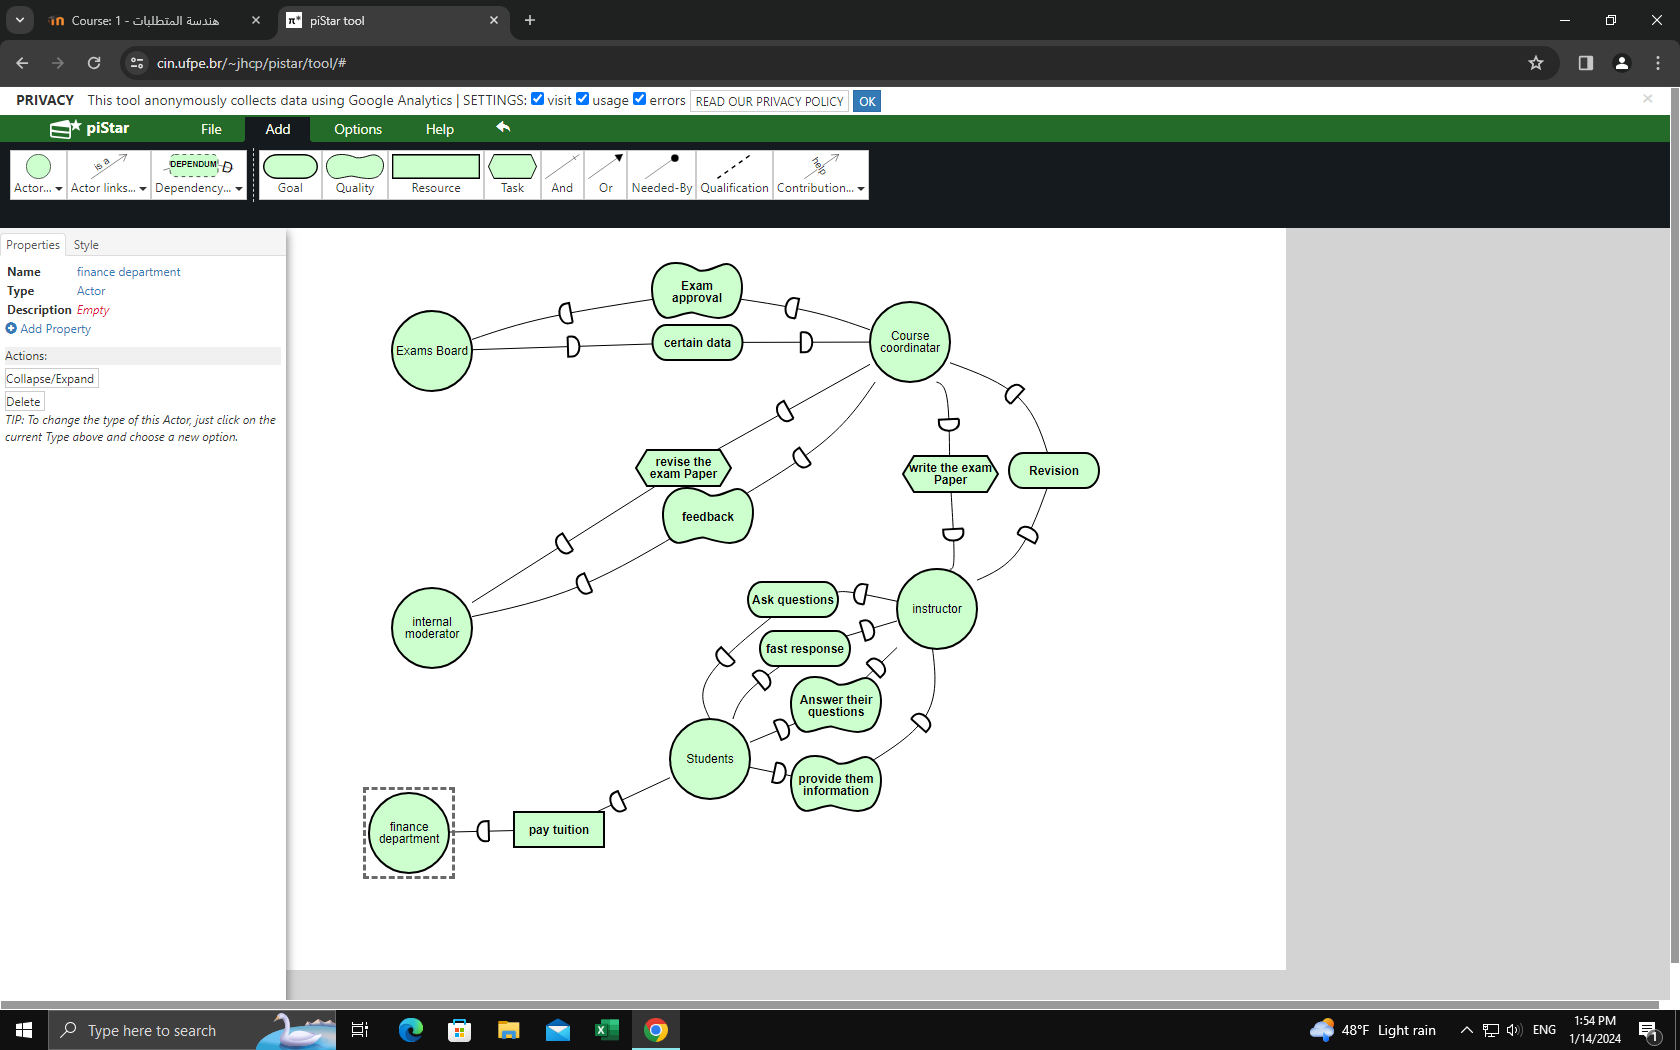 Course: 1 - هندسة المتطلبات
π* piStar tool
cin.ufpe.br/~jhcp/pistar/tool/#
PRIVACY This tool anonymously collects data using Google Analytics | SETTINGS: visit usage errors READ OUR PRIVACY POLICY OK
piStar File Add Options Help
is a DEPENDUM help
Actor... Actor links... Dependency... Goal Quality Resource Task And Or Needed-By Qualification Contribution...
Properties Style
Name finance department
Type Actor
Description Empty
Add Property
Actions:
Collapse/Expand
Delete
TIP: To change the type of this Actor, just click on the
current Type above and choose a new option.
Exam
approval
Exams Board
certain data
Course
coordinatar
revise the
exam Paper
write the exam
Paper
Revision
feedback
internal
moderator
Ask questions
instructor
fast response
Answer their
questions
Students
provide them
information
finance
department
pay tuition
Type here to search
48°F Light rain
ENG
1:54 PM
1/14/2024
1